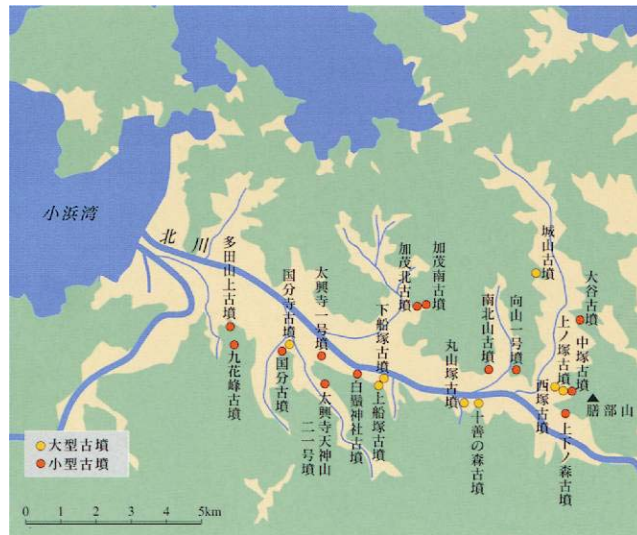 小浜湾
北川
多田山上古墳
九花峰古墳
国分寺古墳
国分古墳
太興寺一号墳
太興寺天神山二一号墳
白鬚神社古墳
下船塚古墳
上船塚古墳
加茂北古墳
加茂南古墳
丸山塚古墳
十善の森古墳
南北山古墳
向山一号墳
城山古墳
西塚古墳
上ノ塚古墳
中塚古墳
大谷古墳
上下ノ森古墳
膳部山
大型古墳
小型古墳
0 1 2 3 4 5km